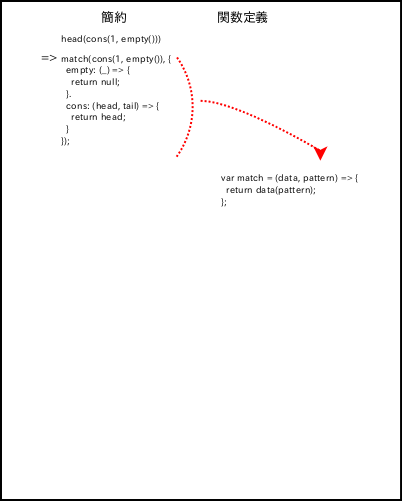 簡約
関数定義
head(cons(1, empty()))
=> match(cons(1, empty()), {
empty: (_) => {
return null;
}.
cons: (head, tail) => {
return head;
}
});
var match = (data, pattern) => {
return data(pattern);
};